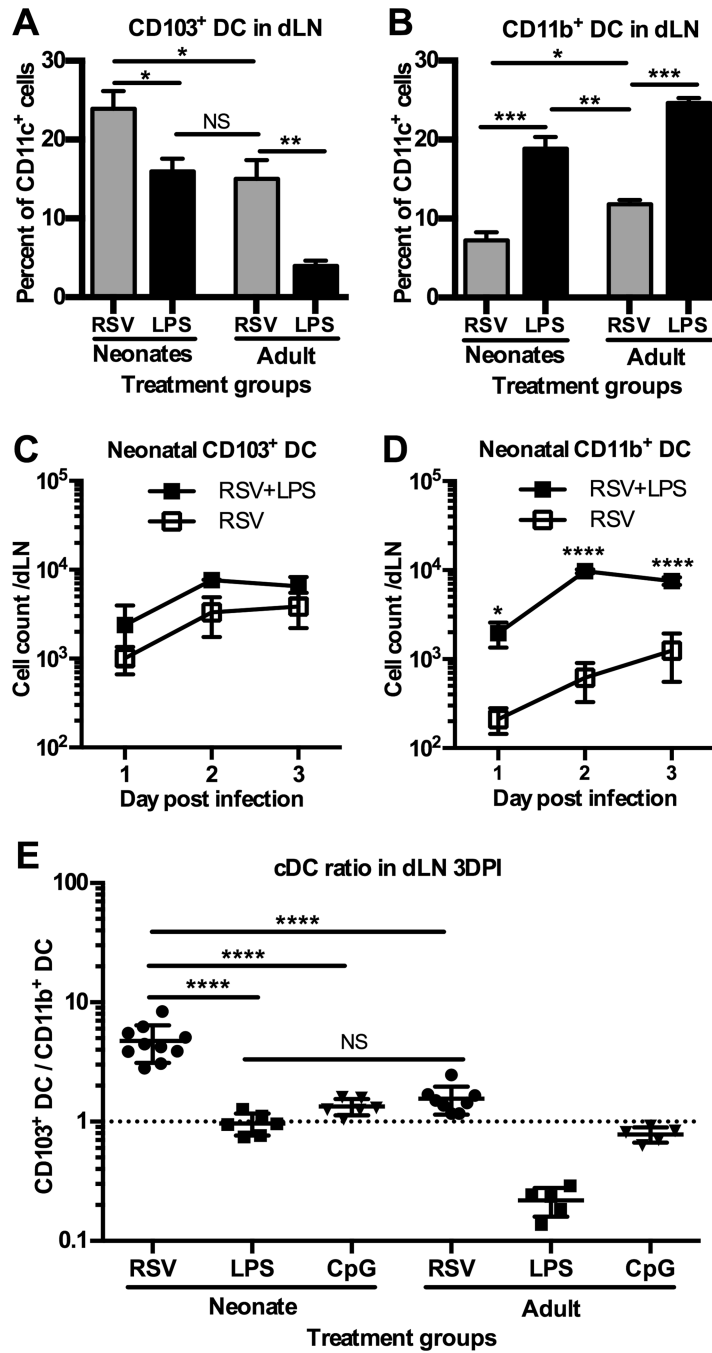 A
CD103⁺ DC in dLN
Percent of CD11c⁺ cells
30
20
10
0
*
*
NS
**
RSV LPS RSV LPS
Neonates Adult
Treatment groups
B
CD11b⁺ DC in dLN
Percent of CD11c⁺ cells
30
20
10
0
*
***
**
***
RSV LPS RSV LPS
Neonates Adult
Treatment groups
C
Neonatal CD103⁺ DC
Cell count /dLN
10⁵
10⁴
10³
10²
RSV+LPS
RSV
1 2 3
Day post infection
D
Neonatal CD11b⁺ DC
Cell count /dLN
10⁵
10⁴
10³
10²
RSV+LPS
RSV
*
****
****
1 2 3
Day post infection
E
cDC ratio in dLN 3DPI
CD103⁺ DC / CD11b⁺ DC
100
10
1
0.1
****
****
****
NS
RSV LPS CpG RSV LPS CpG
Neonate Adult
Treatment groups